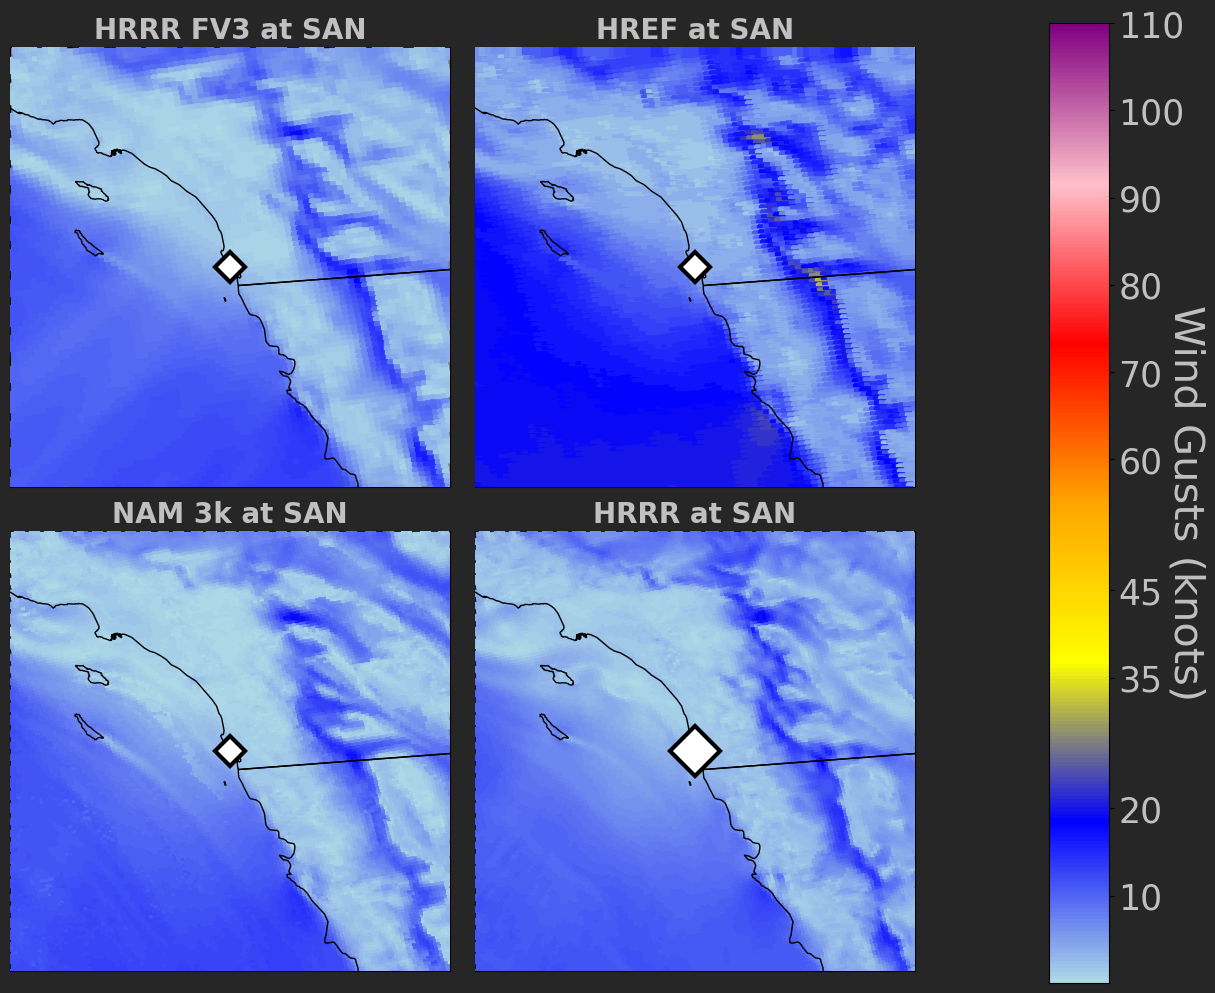 HRRR FV3 at SAN
HREF at SAN
NAM 3k at SAN
HRRR at SAN
110
100
90
80
70
60
45
35
20
10
Wind Gusts (knots)